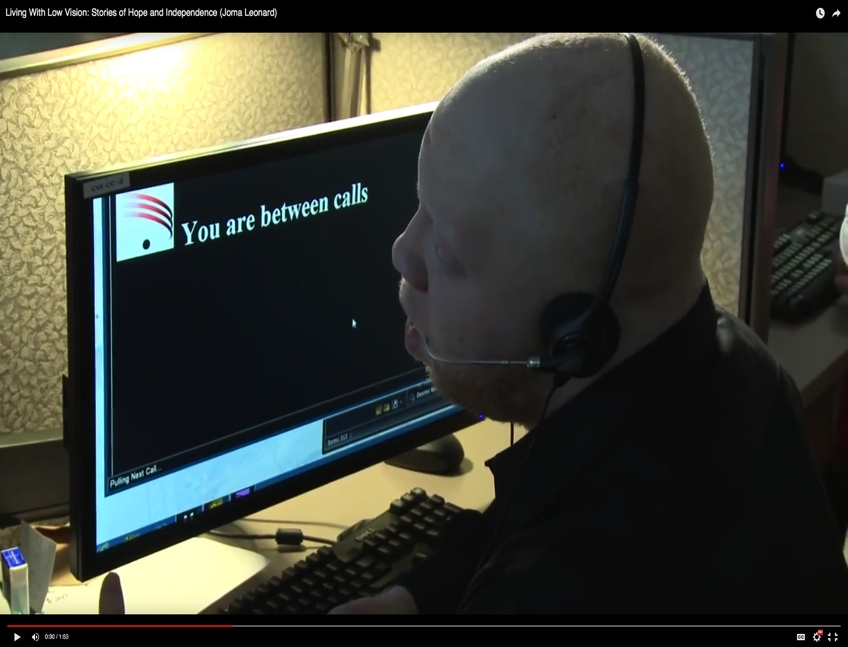 Living With Low Vision: Stories of Hope and Independence (Joma Leonard)
You are between calls
Pulling Next Call...
0:30 / 1:53